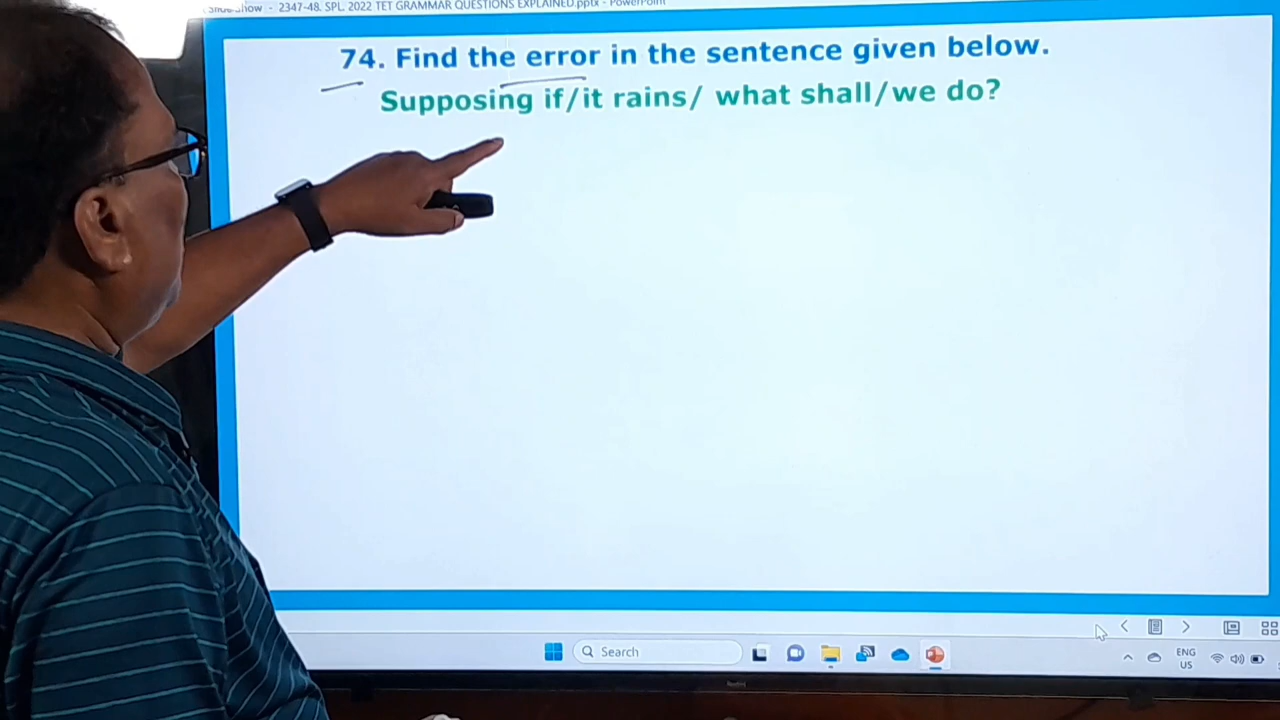 Show - 2347-48. SPL. 2022 TET GRAMMAR QUESTIONS EXPLAINED.pptx - PowerPoint
74. Find the error in the sentence given below.
Supposing if/it rains/ what shall/we do?
Search
ENG
US